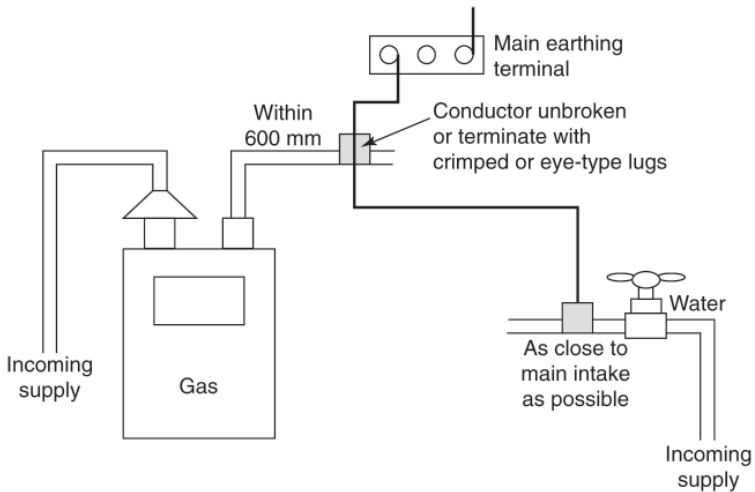 Main earthing
terminal
Within
600 mm
Conductor unbroken
or terminate with
crimped or eye-type lugs
Water
As close to
main intake
as possible
Incoming
supply
Gas
Incoming
supply